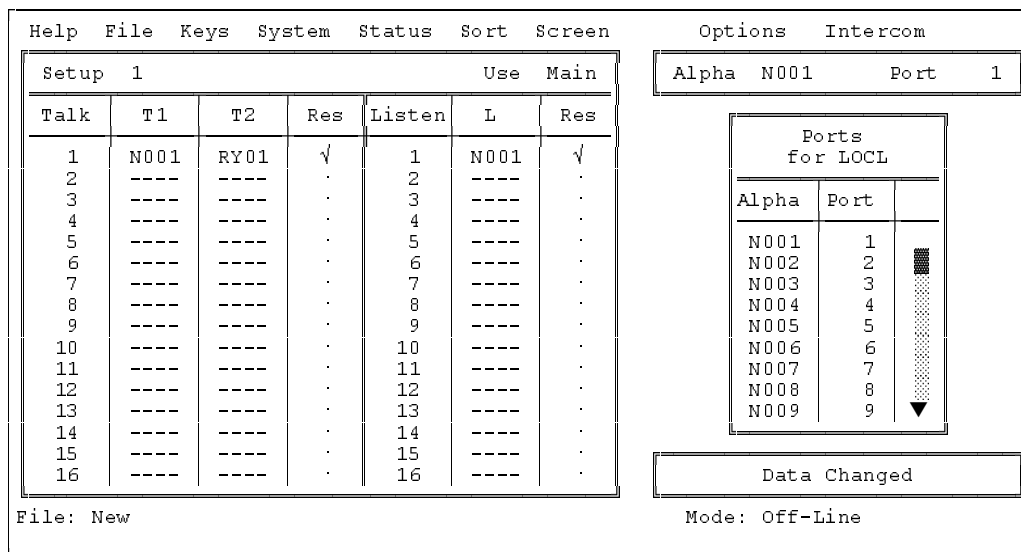 Help File Keys System Status Sort Screen Options Intercom
Setup 1 Use Main
Talk T1 T2 Res Listen L Res
1 N001 RY01 √ 1 N001 √
2 ---- ---- · 2 ---- ·
3 ---- ---- · 3 ---- ·
4 ---- ---- · 4 ---- ·
5 ---- ---- · 5 ---- ·
6 ---- ---- · 6 ---- ·
7 ---- ---- · 7 ---- ·
8 ---- ---- · 8 ---- ·
9 ---- ---- · 9 ---- ·
10 ---- ---- · 10 ---- ·
11 ---- ---- · 11 ---- ·
12 ---- ---- · 12 ---- ·
13 ---- ---- · 13 ---- ·
14 ---- ---- · 14 ---- ·
15 ---- ---- · 15 ---- ·
16 ---- ---- · 16 ---- ·
Alpha N001 Port 1
Ports
for LOCL
Alpha Port
N001 1
N002 2
N003 3
N004 4
N005 5
N006 6
N007 7
N008 8
N009 9
Data Changed
File: New Mode: Off-Line